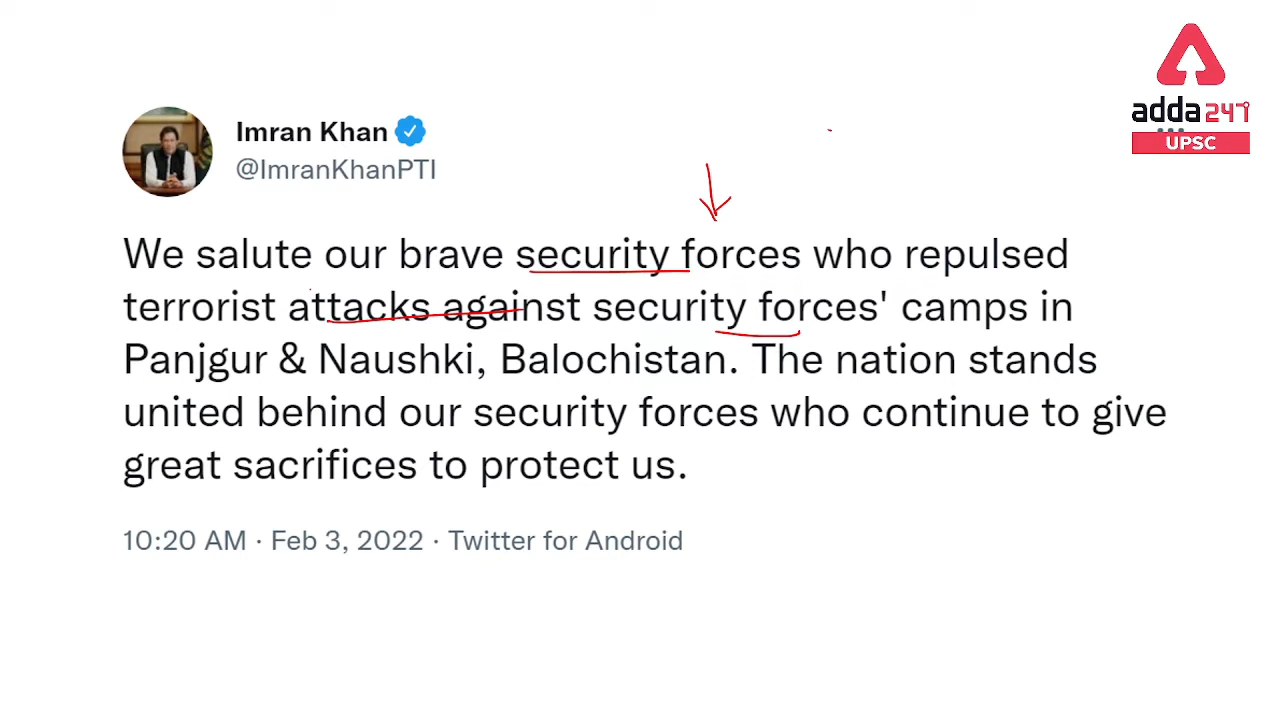 adda247
UPSC
Imran Khan
@ImranKhanPTI
We salute our brave security forces who repulsed
terrorist attacks against security forces' camps in
Panjgur & Naushki, Balochistan. The nation stands
united behind our security forces who continue to give
great sacrifices to protect us.
10:20 AM · Feb 3, 2022 · Twitter for Android